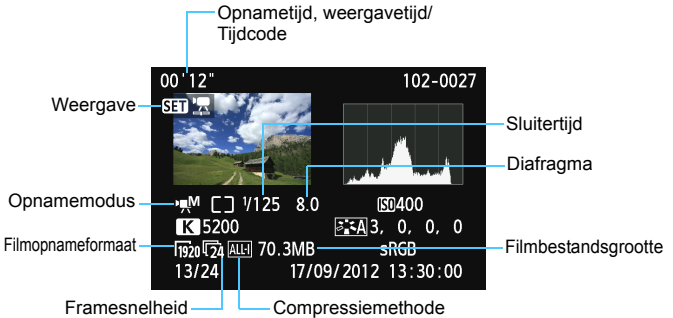 Opnametijd, weergavetijd/
Tijdcode
00'12"
102-0027
Weergave
SET
Sluitertijd
Diafragma
Opnamemodus
M
1/125
8.0
ISO400
K 5200
A 3, 0, 0, 0
Filmopnameformaat
1920
24
ALL-I
70.3MB
sRGB
Filmbestandsgrootte
13/24
17/09/2012 13:30:00
Framesnelheid
Compressiemethode